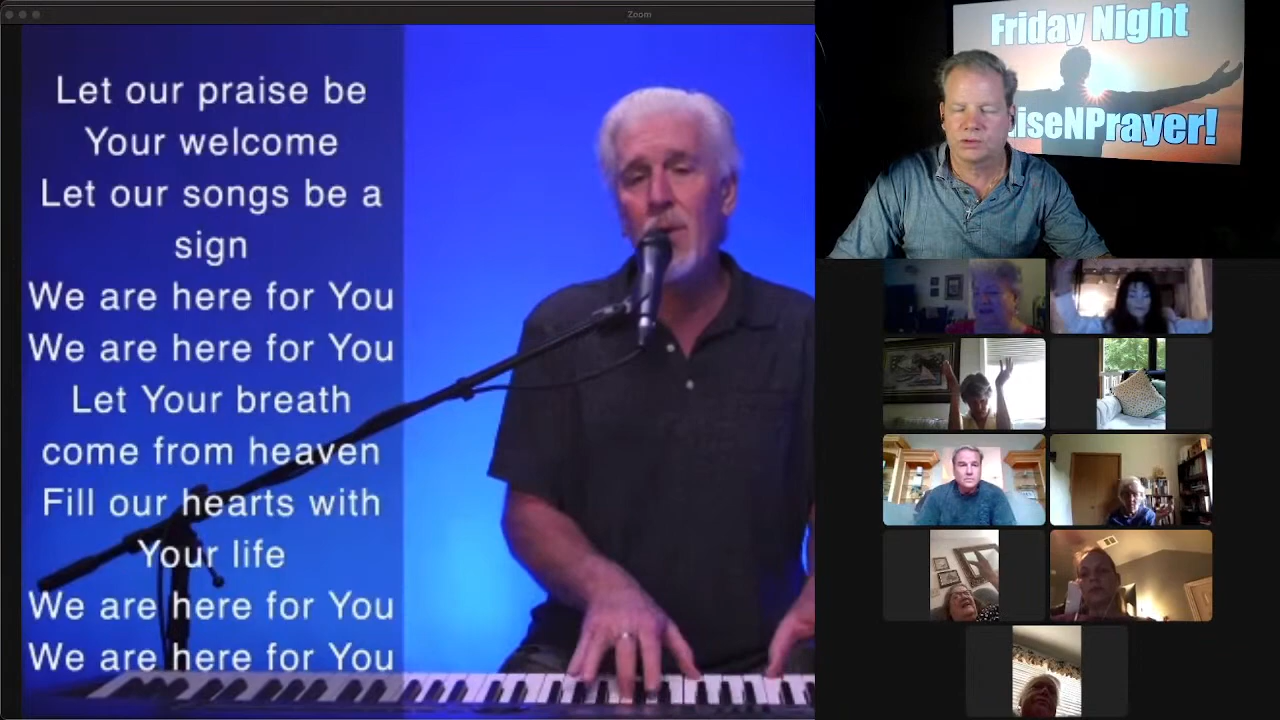 Zoom
Let our praise be
Your welcome
Let our songs be a
sign
We are here for You
We are here for You
Let Your breath
come from heaven
Fill our hearts with
Your life
We are here for You
We are here for You
Friday Night
iseNPrayer!